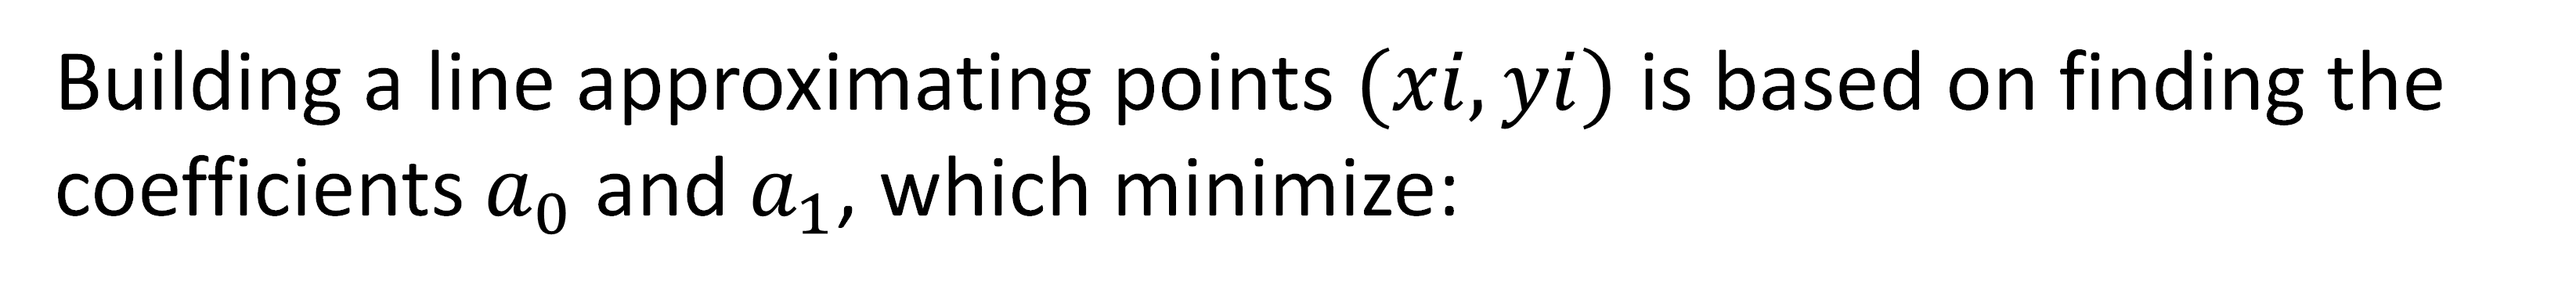 Building a line approximating points (xi, yi) is based on finding the
coefficients a₀ and a₁, which minimize: